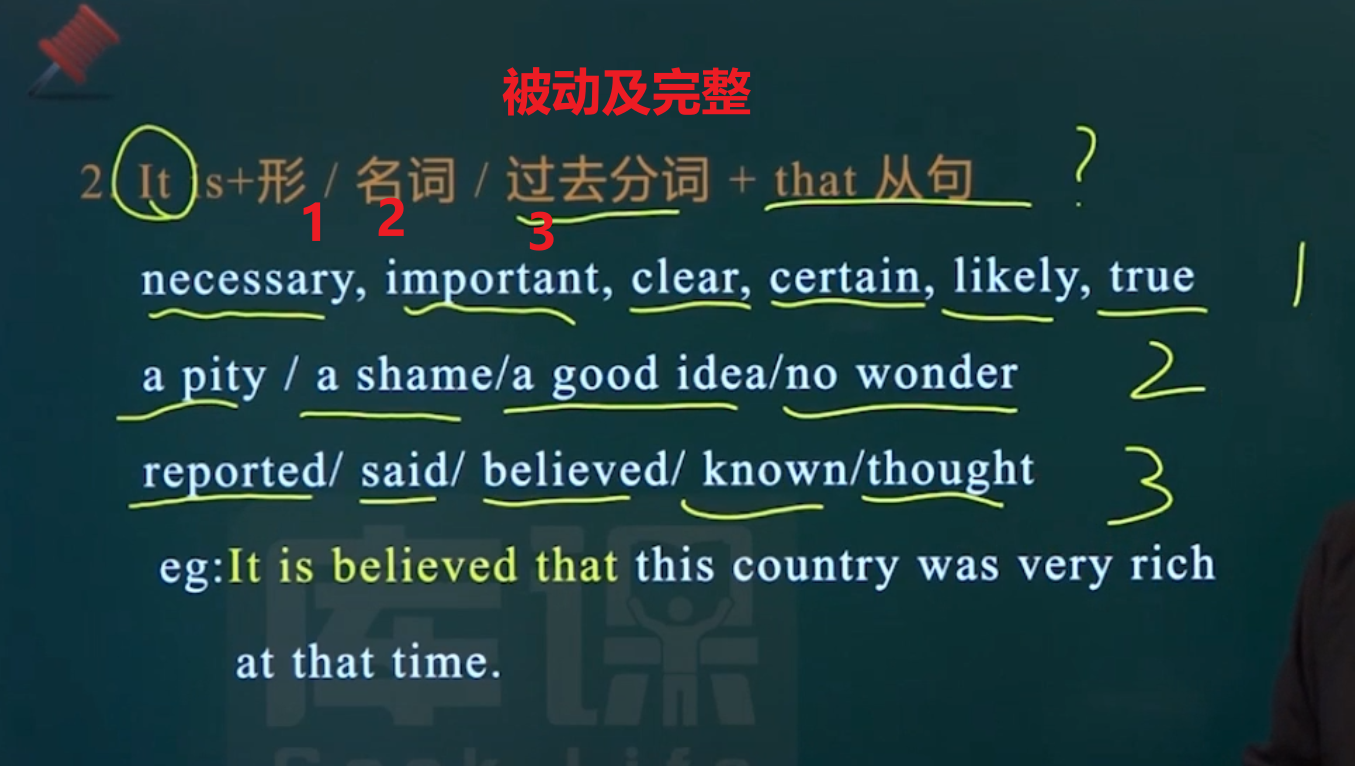 被动及完整
2 It is+形 / 名词 / 过去分词 + that 从句 ?
1 2 3
necessary, important, clear, certain, likely, true 1
a pity / a shame/a good idea/no wonder 2
reported/ said/ believed/ known/thought 3
eg:It is believed that this country was very rich
at that time.
库课